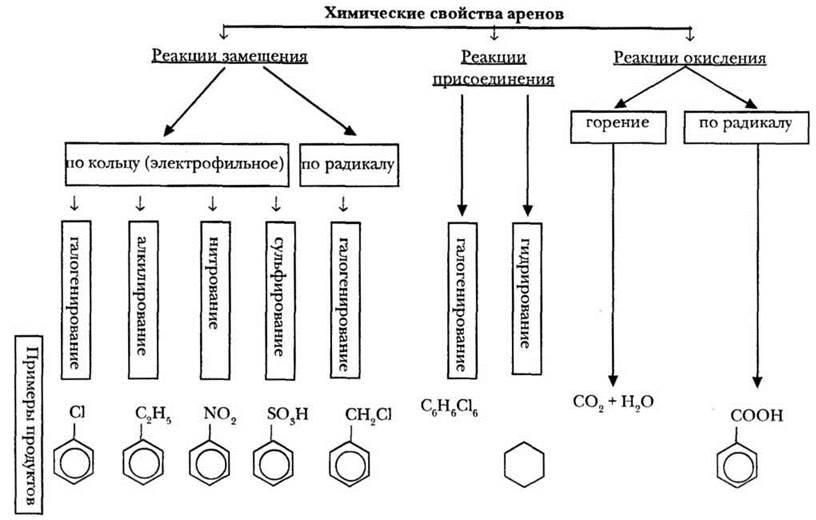 Химические свойства аренов
Реакции замещения
Реакции
присоединения
Реакции окисления
по кольцу (электрофильное)
по радикалу
горение
по радикалу
галогенирование
алкилирование
нитрование
сульфирование
галогенирование
галогенирование
гидрирование
Примеры продуктов
Cl
C₂H₅
NO₂
SO₃H
CH₂Cl
C₆H₆Cl₆
CO₂ + H₂O
COOH